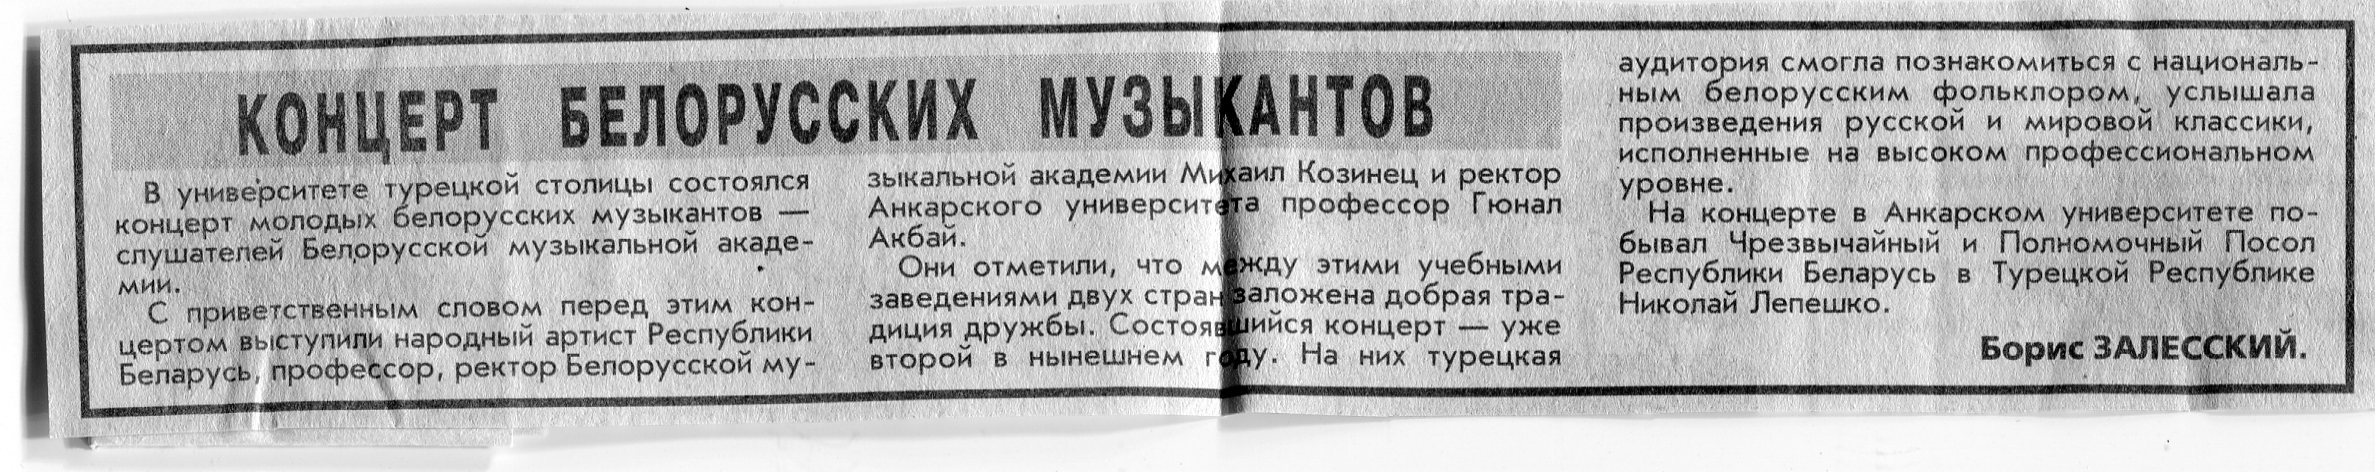 КОНЦЕРТ БЕЛОРУССКИХ МУЗЫКАНТОВ
В университете турецкой столицы состоялся
концерт молодых белорусских музыкантов —
слушателей Белорусской музыкальной акаде-
мии.
С приветственным словом перед этим кон-
цертом выступили народный артист Республики
Беларусь, профессор, ректор Белорусской му-
зыкальной академии Михаил Козинец и ректор
Анкарского университета профессор Гюнал
Акбай.
Они отметили, что между этими учебными
заведениями двух стран заложена добрая тра-
диция дружбы. Состоявшийся концерт — уже
второй в нынешнем году. На них турецкая
аудитория смогла познакомиться с националь-
ным белорусским фольклором, услышала
произведения русской и мировой классики,
исполненные на высоком профессиональном
уровне.
На концерте в Анкарском университете по-
бывал Чрезвычайный и Полномочный Посол
Республики Беларусь в Турецкой Республике
Николай Лепешко.
Борис ЗАЛЕССКИЙ.